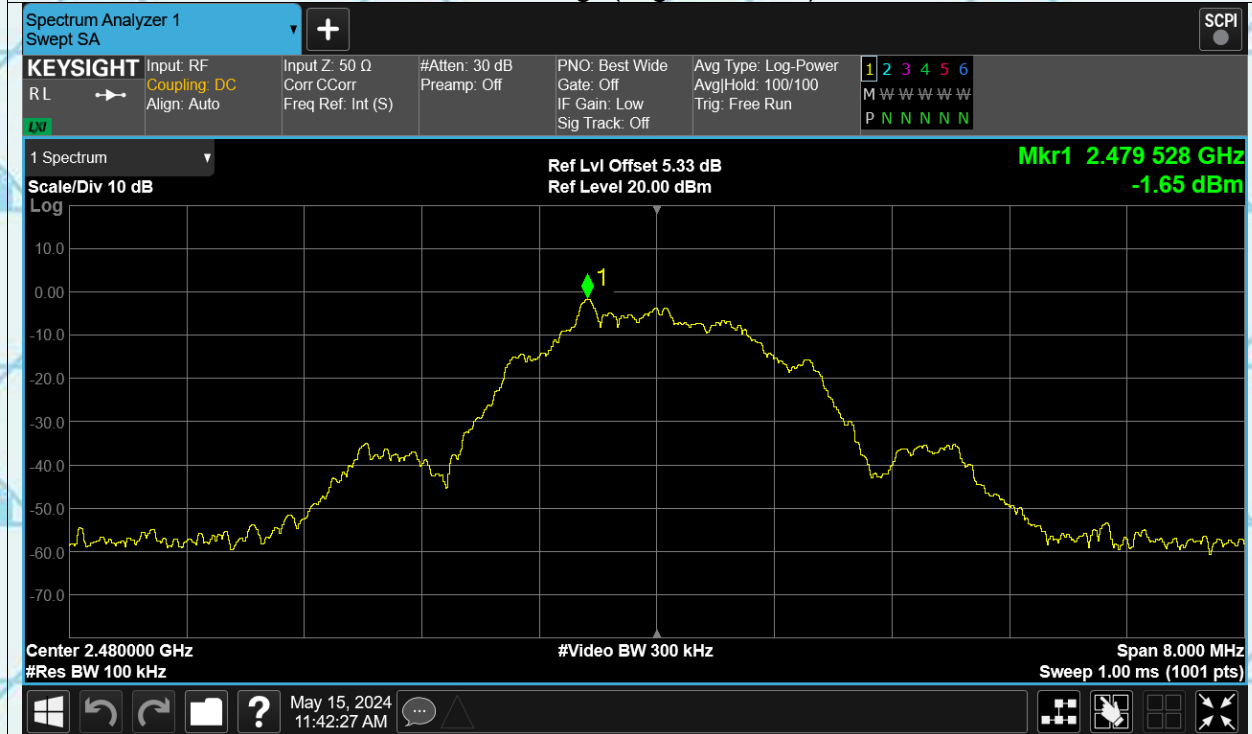 Spectrum Analyzer 1
Swept SA
+
SCPI
KEYSIGHT
RL
LXI
Input: RF
Coupling: DC
Align: Auto
Input Z: 50 Ω
Corr CCorr
Freq Ref: Int (S)
#Atten: 30 dB
Preamp: Off
PNO: Best Wide
Gate: Off
IF Gain: Low
Sig Track: Off
Avg Type: Log-Power
Avg|Hold: 100/100
Trig: Free Run
1 2 3 4 5 6
M W W W W W
P N N N N N
1 Spectrum
Scale/Div 10 dB
Log
Ref Lvl Offset 5.33 dB
Ref Level 20.00 dBm
Mkr1 2.479 528 GHz
-1.65 dBm
10.0
0.00
-10.0
-20.0
-30.0
-40.0
-50.0
-60.0
-70.0
1
Center 2.480000 GHz
#Res BW 100 kHz
#Video BW 300 kHz
Span 8.000 MHz
Sweep 1.00 ms (1001 pts)
?
May 15, 2024
11:42:27 AM